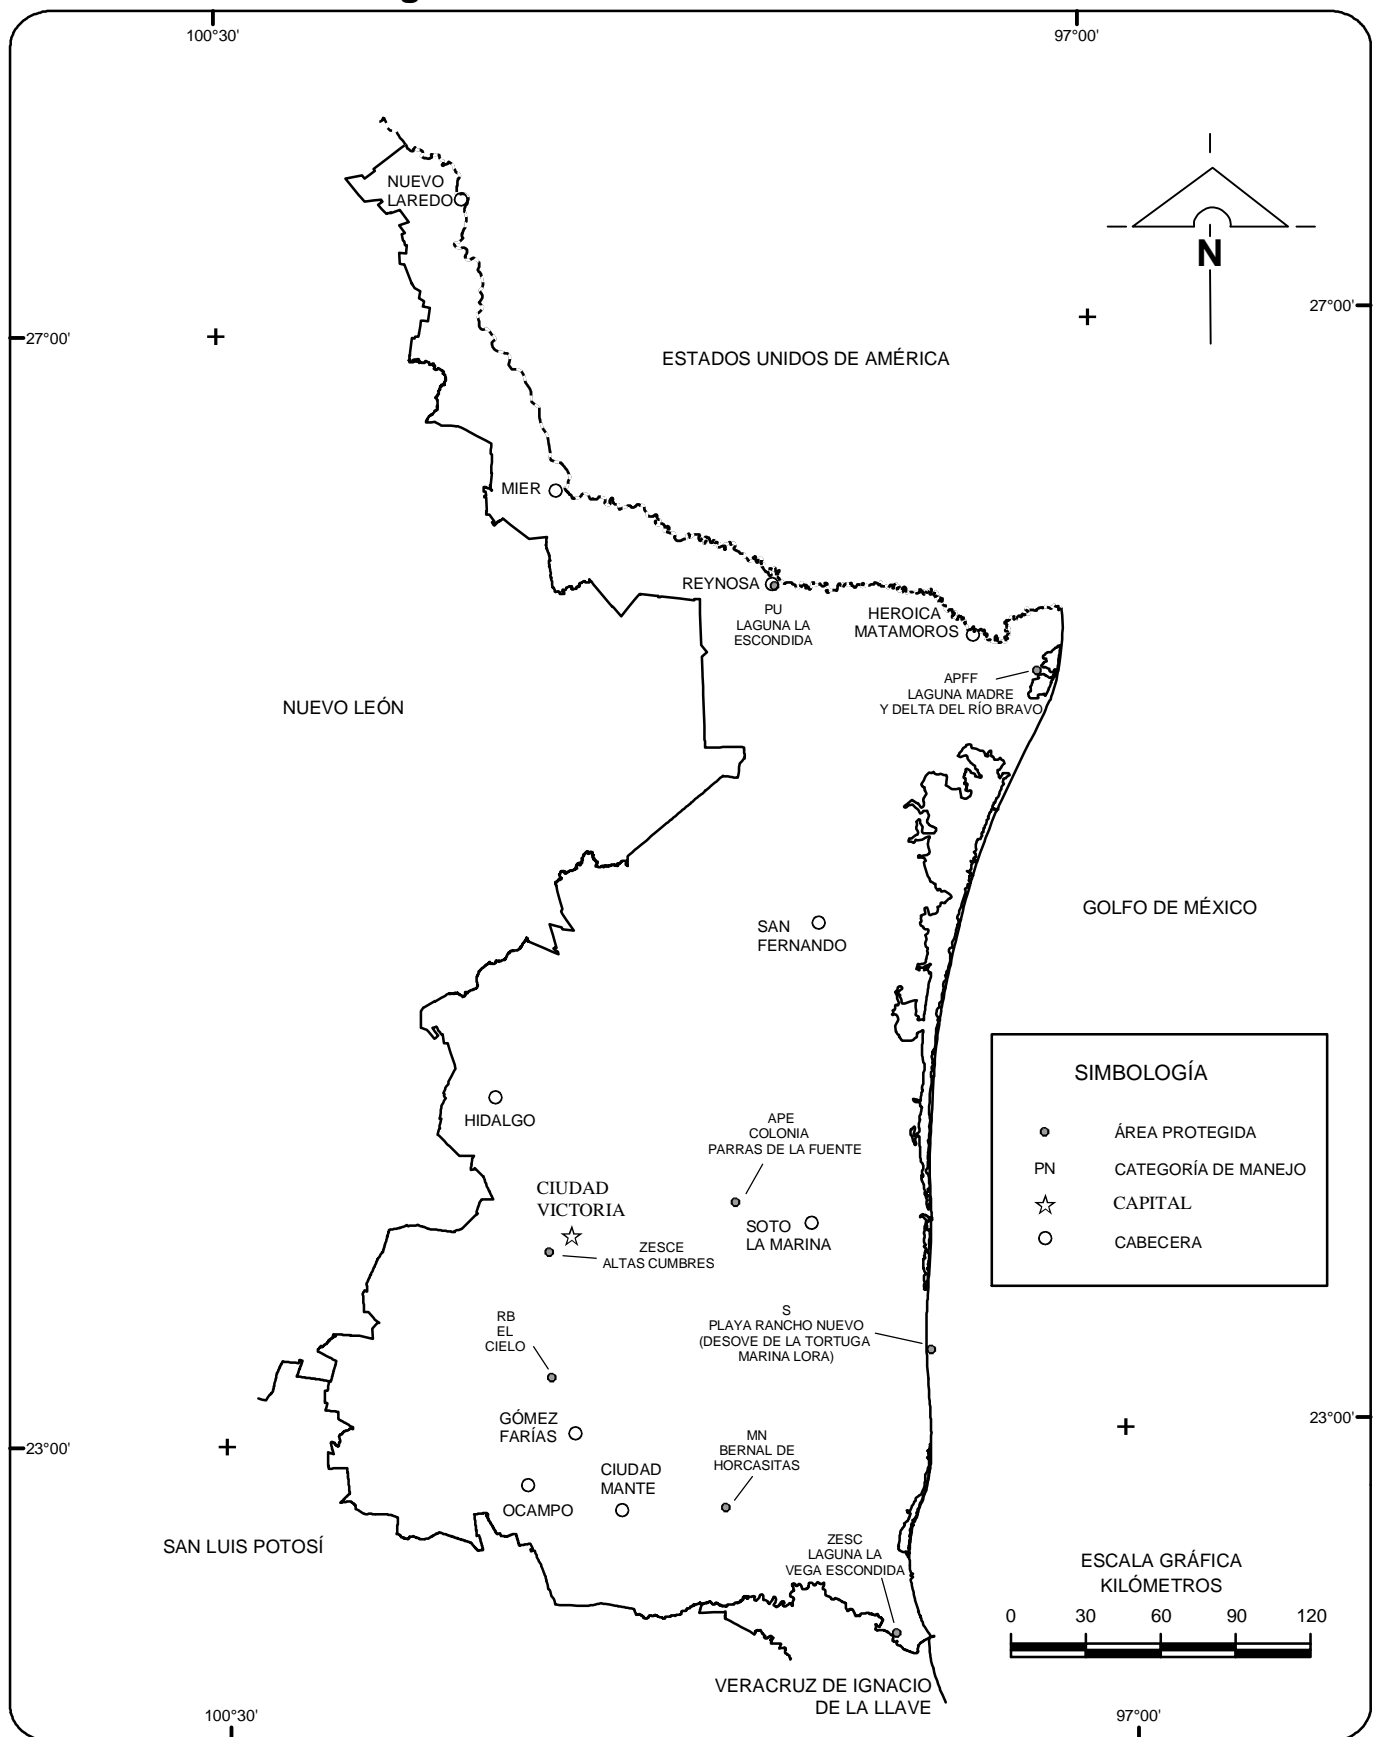 100°30'
97°00'
NUEVO
LAREDO
N
27°00'
27°00'
ESTADOS UNIDOS DE AMÉRICA
MIER
REYNOSA
PU
LAGUNA LA
ESCONDIDA
HEROICA
MATAMOROS
APFF
LAGUNA MADRE
Y DELTA DEL RÍO BRAVO
NUEVO LEÓN
GOLFO DE MÉXICO
SAN
FERNANDO
SIMBOLOGÍA
ÁREA PROTEGIDA
PN CATEGORÍA DE MANEJO
CAPITAL
CABECERA
HIDALGO
APE
COLONIA
PARRAS DE LA FUENTE
CIUDAD
VICTORIA
SOTO
LA MARINA
ZESCE
ALTAS CUMBRES
S
PLAYA RANCHO NUEVO
(DESOVE DE LA TORTUGA
MARINA LORA)
RB
EL
CIELO
GÓMEZ
FARÍAS
23°00'
23°00'
MN
BERNAL DE
HORCASITAS
CIUDAD
MANTE
OCAMPO
SAN LUIS POTOSÍ
ZESC
LAGUNA LA
VEGA ESCONDIDA
ESCALA GRÁFICA
KILÓMETROS
0 30 60 90 120
VERACRUZ DE IGNACIO
DE LA LLAVE
100°30'
97°00'